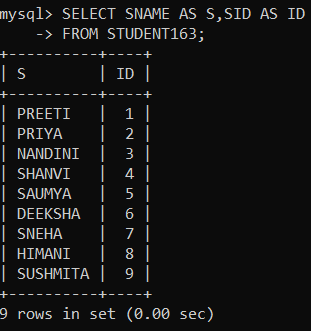 mysql> SELECT SNAME AS S,SID AS ID
    -> FROM STUDENT163;
+----------+----+
| S        | ID |
+----------+----+
| PREETI   |  1 |
| PRIYA    |  2 |
| NANDINI  |  3 |
| SHANVI   |  4 |
| SAUMYA   |  5 |
| DEEKSHA  |  6 |
| SNEHA    |  7 |
| HIMANI   |  8 |
| SUSHMITA |  9 |
+----------+----+
9 rows in set (0.00 sec)